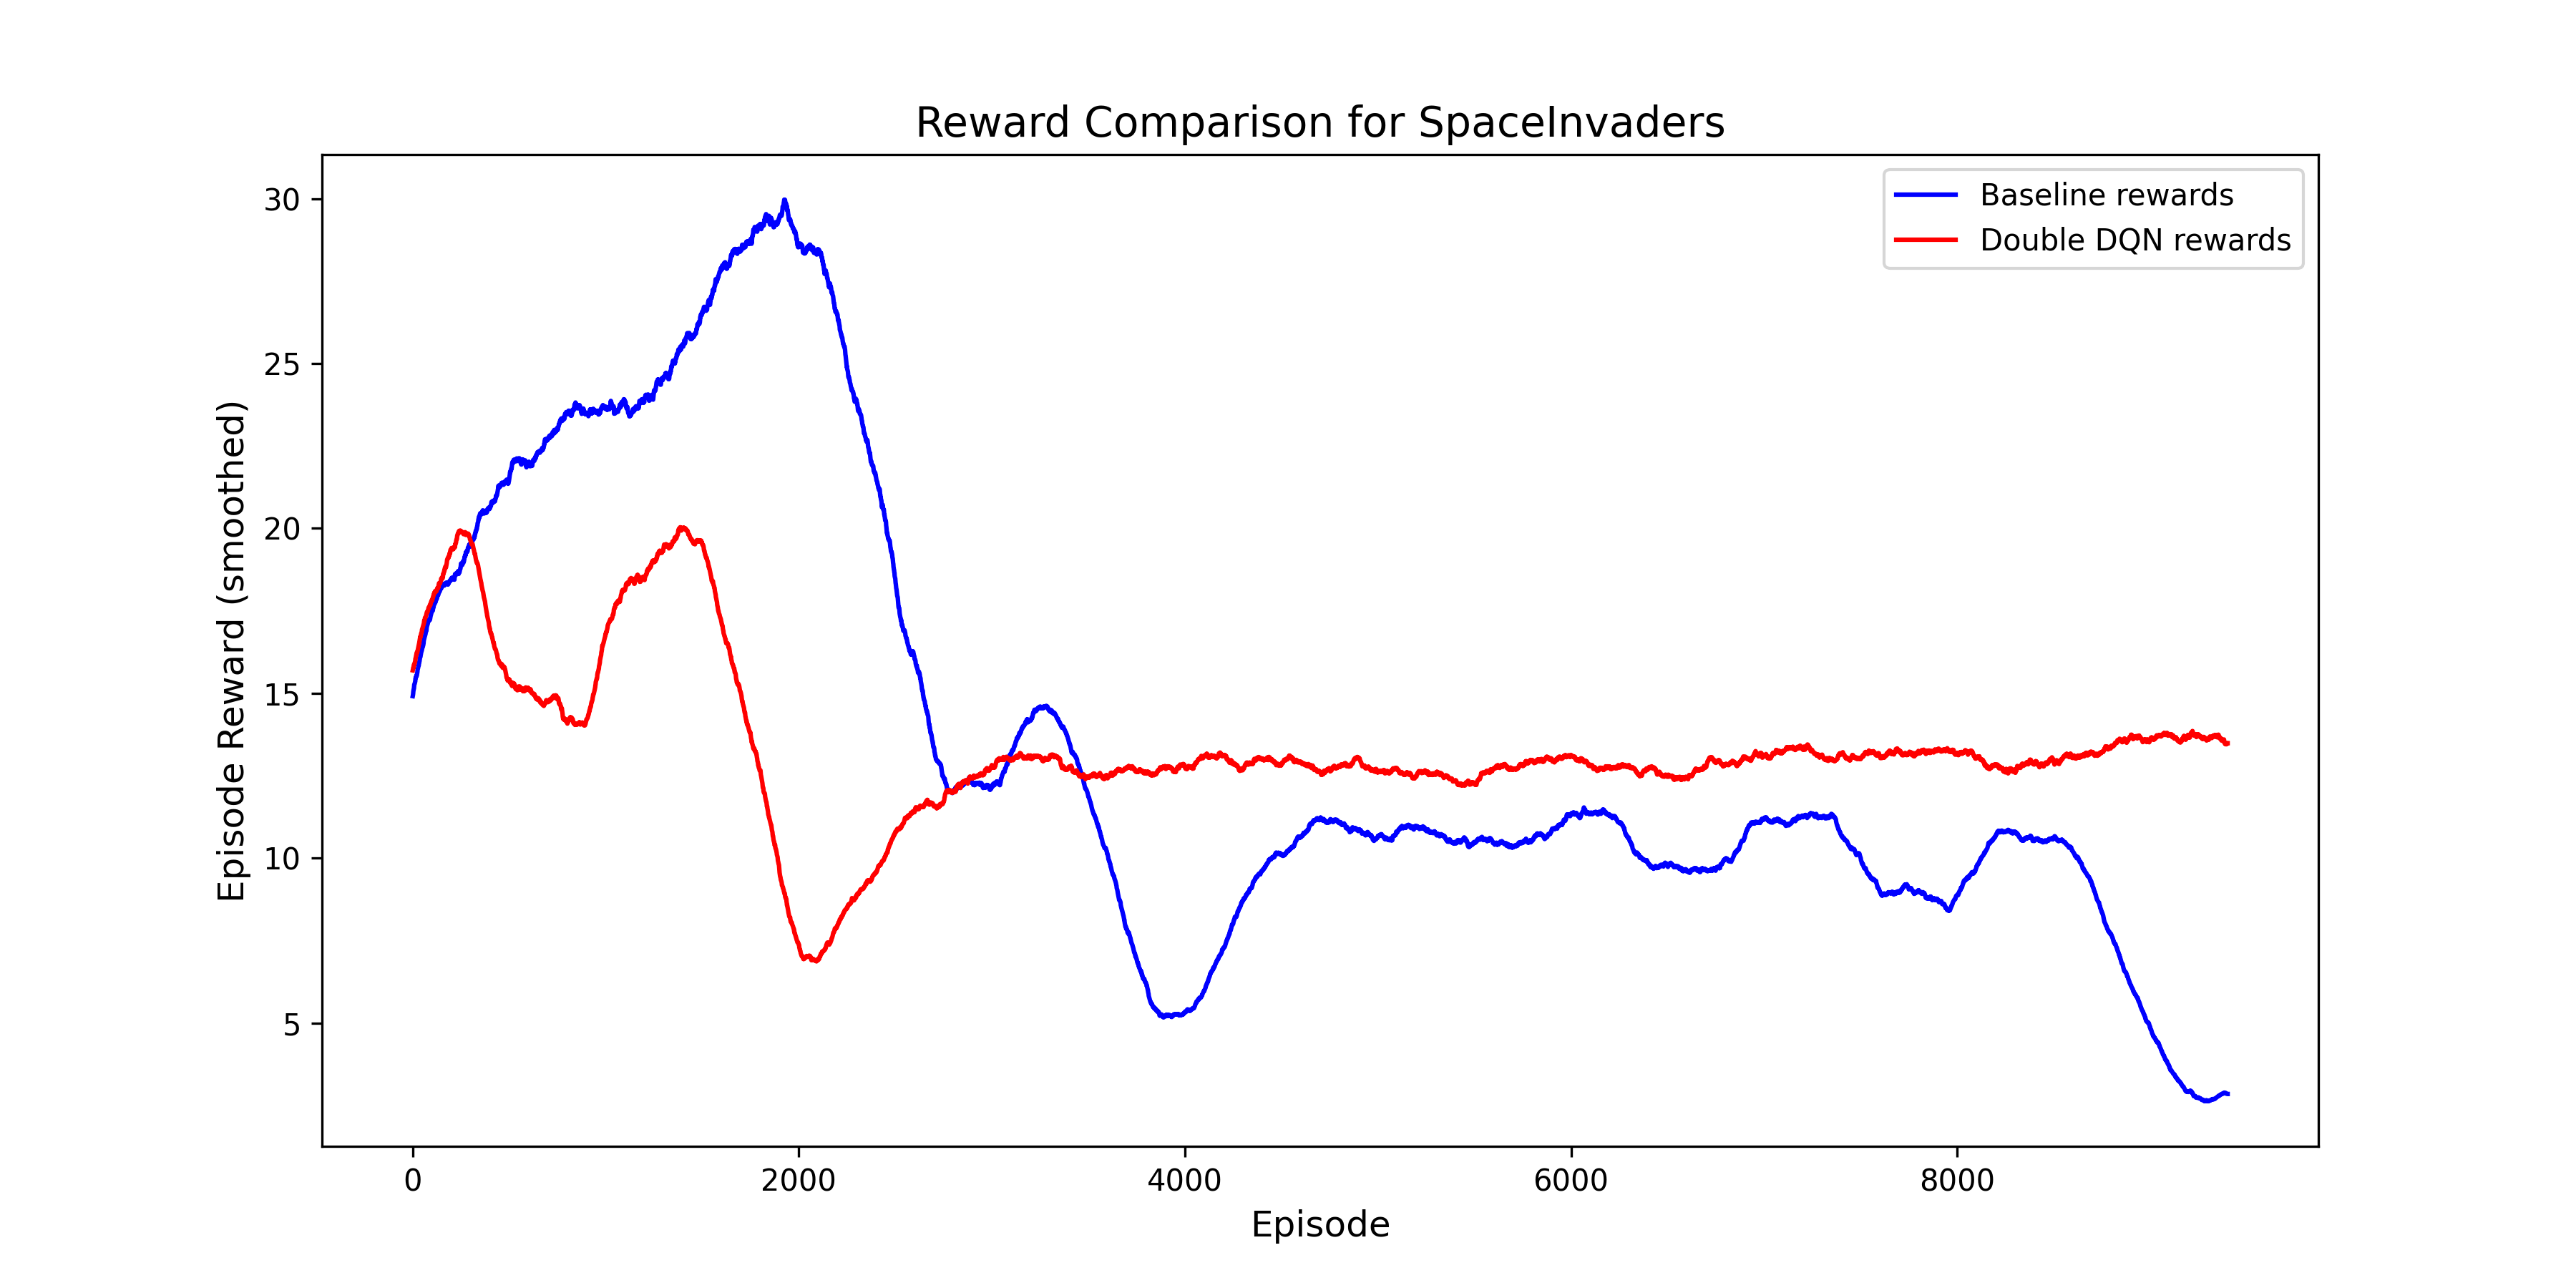 Reward Comparison for SpaceInvaders
Baseline rewards
Double DQN rewards
Episode Reward (smoothed)
30
25
20
15
10
5
0 2000 4000 6000 8000
Episode